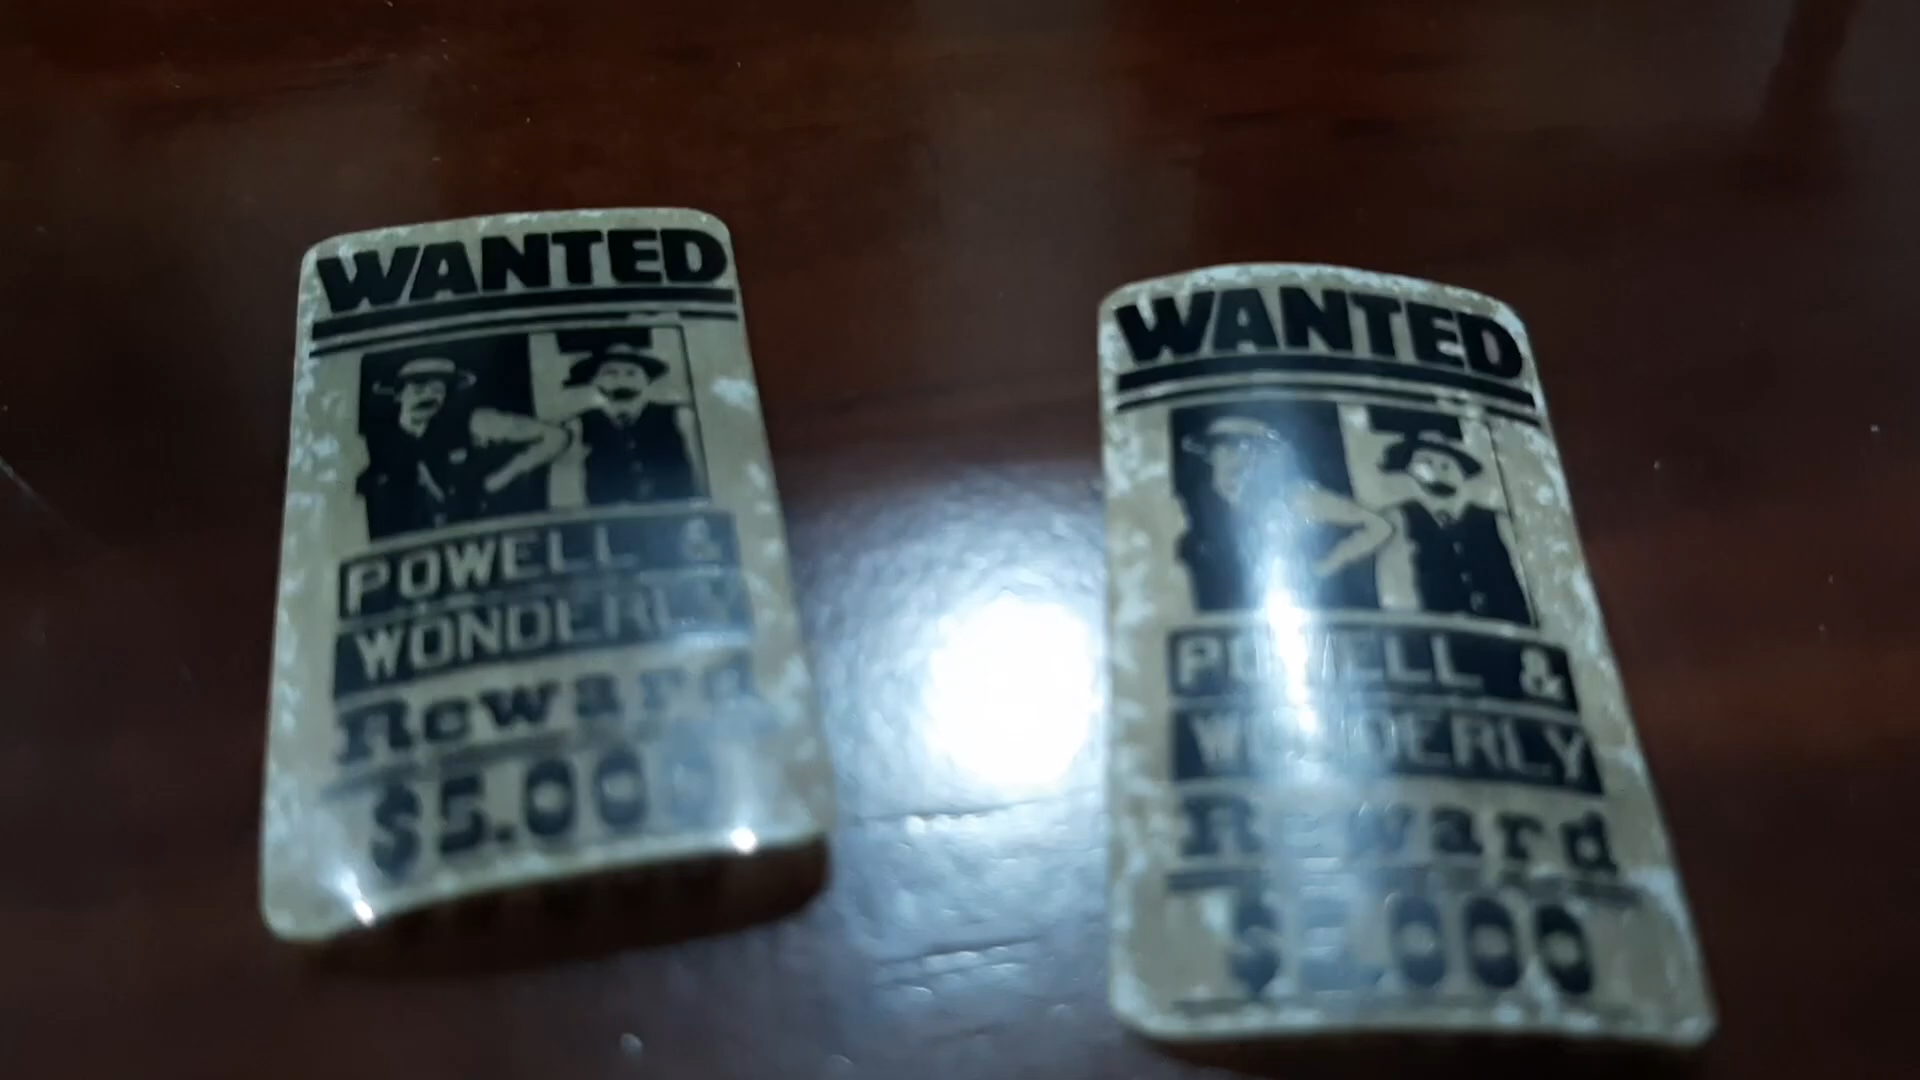 WANTED
POWELL &
WONDERLY
Reward
$5.000
WANTED
POWELL &
WONDERLY
Reward
$5.000